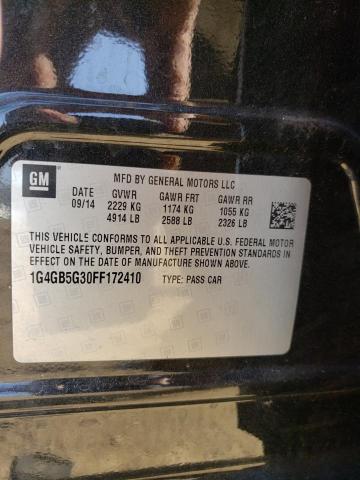 GM
MFD BY GENERAL MOTORS LLC
DATE GVWR GAWR FRT GAWR RR
09/14 2229 KG 1174 KG 1055 KG
4914 LB 2588 LB 2326 LB
THIS VEHICLE CONFORMS TO ALL APPLICABLE U.S. FEDERAL MOTOR
VEHICLE SAFETY, BUMPER, AND THEFT PREVENTION STANDARDS IN
EFFECT ON THE DATE OF MANUFACTURE SHOWN ABOVE.
1G4GB5G30FF172410 TYPE: PASS CAR